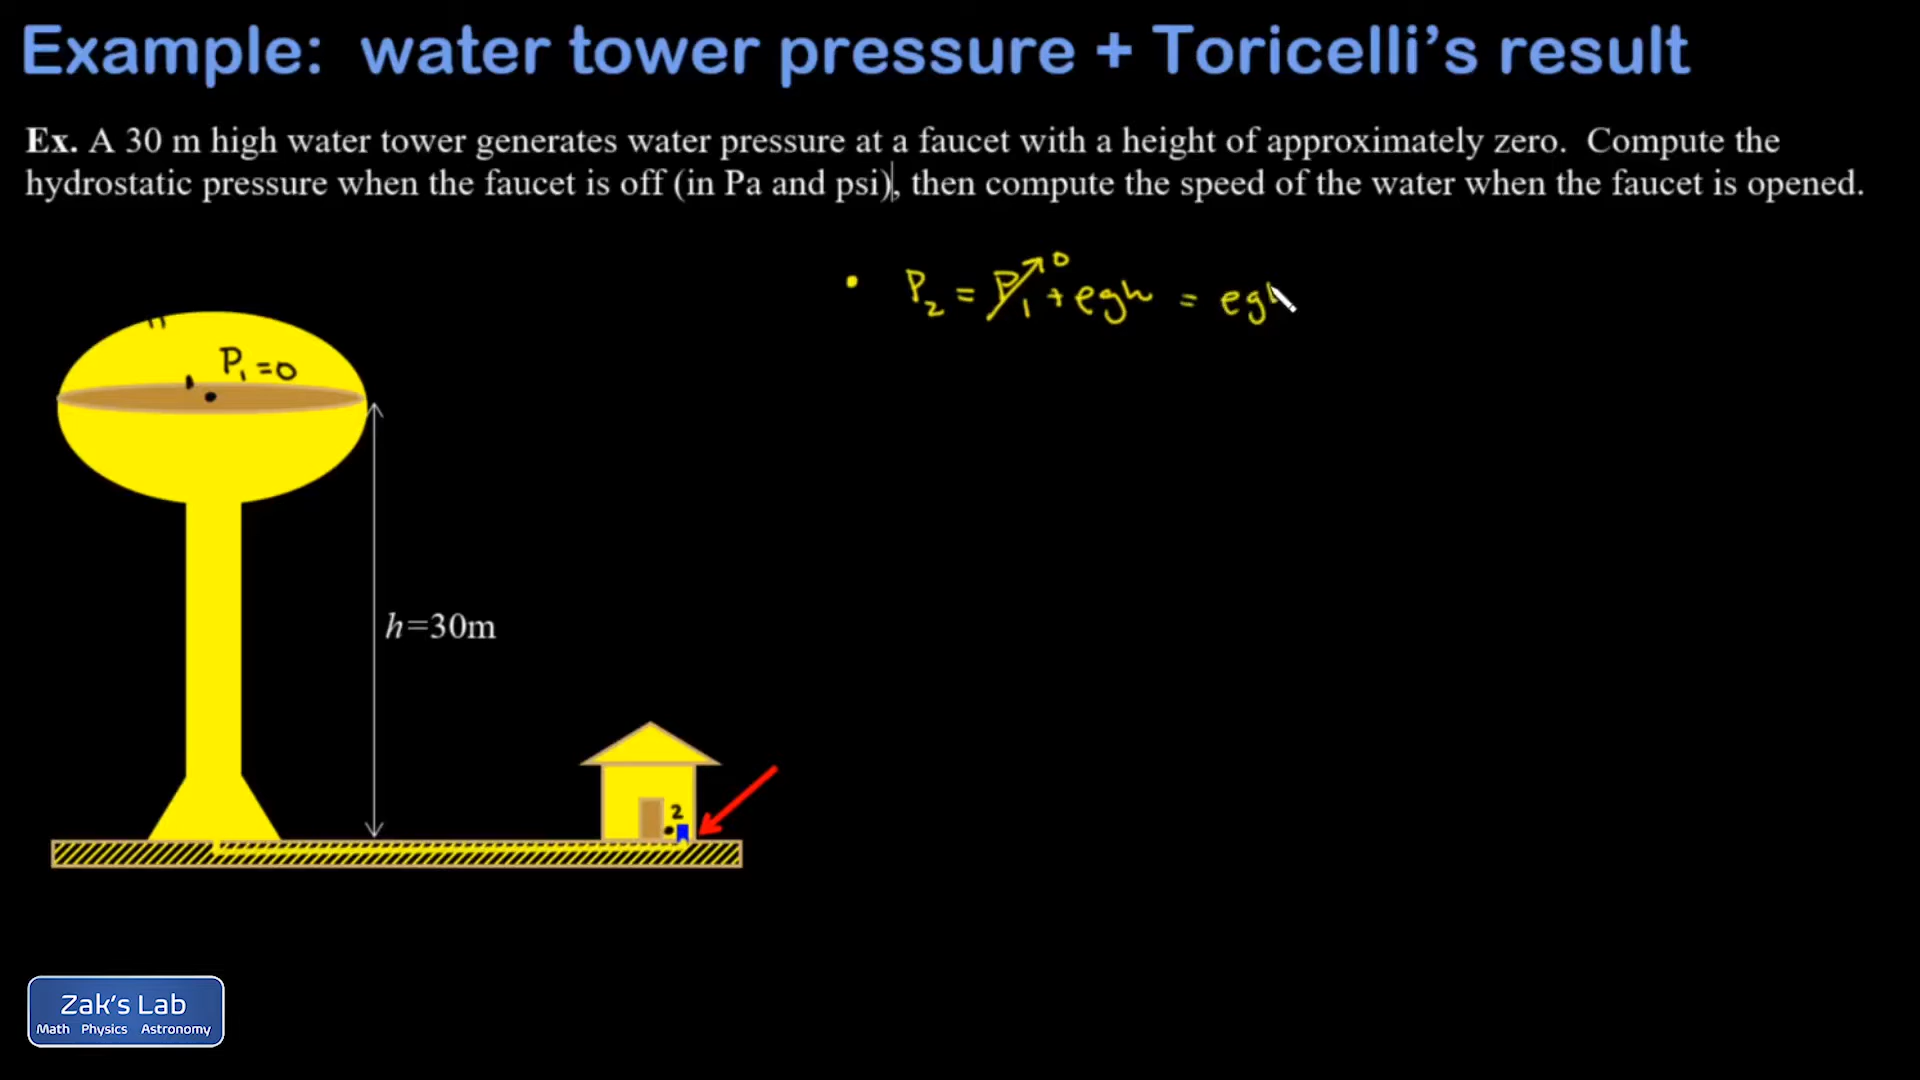 Example: water tower pressure + Toricelli's result
Ex. A 30 m high water tower generates water pressure at a faucet with a height of approximately zero. Compute the
hydrostatic pressure when the faucet is off (in Pa and psi), then compute the speed of the water when the faucet is opened.
• P₂ = P₁ + ρgh = ρgh
0
P₁ = 0
h=30m
2
Zak's Lab
Math Physics Astronomy